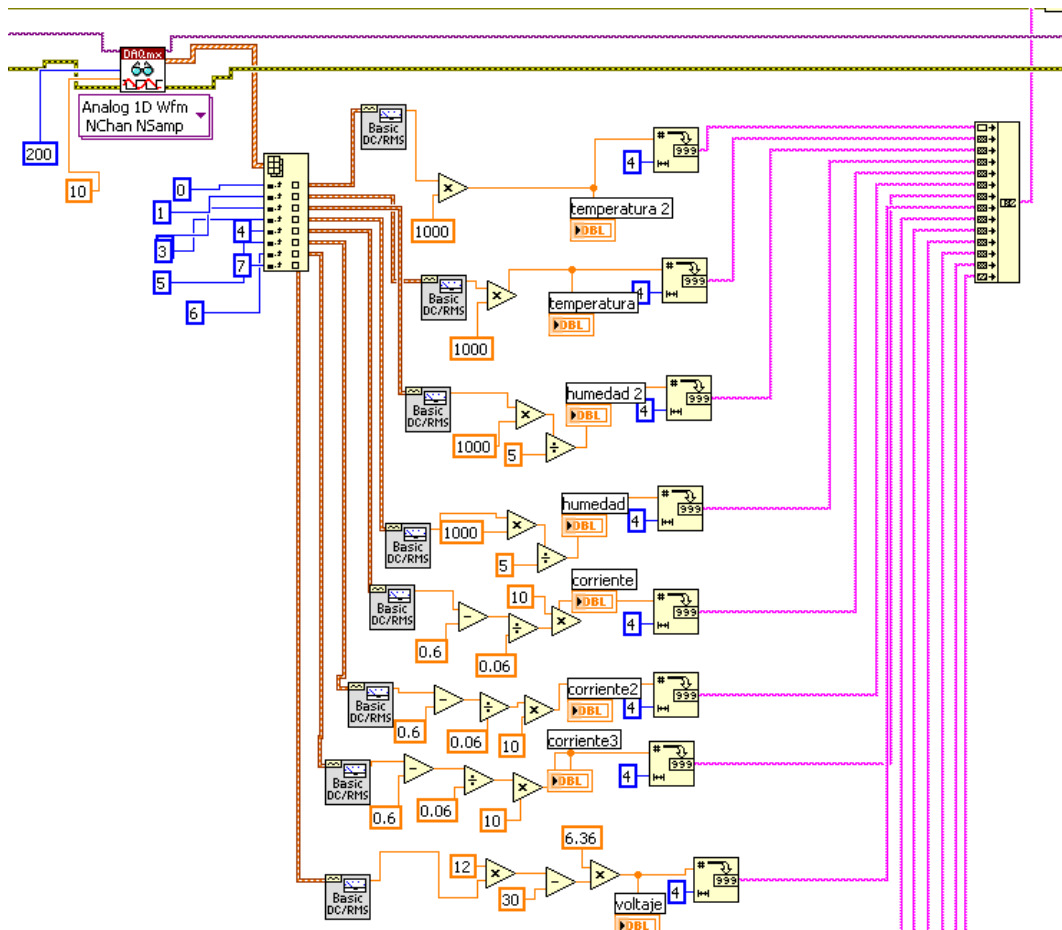 DAQmx
Analog 1D Wfm
NChan NSamp
200
10
0
1
3
4
7
5
6
Basic
DC/RMS
1000
temperatura 2
DBL
4
# 999
Basic
DC/RMS
1000
temperatura
DBL
4
# 999
Basic
DC/RMS
1000
5
humedad 2
DBL
4
# 999
Basic
DC/RMS
1000
5
humedad
DBL
4
# 999
Basic
DC/RMS
0.6
0.06
10
corriente
DBL
4
# 999
Basic
DC/RMS
0.6
0.06
10
corriente2
DBL
4
# 999
Basic
DC/RMS
0.6
0.06
10
corriente3
DBL
4
# 999
Basic
DC/RMS
12
30
6.36
voltaje
DBL
4
# 999